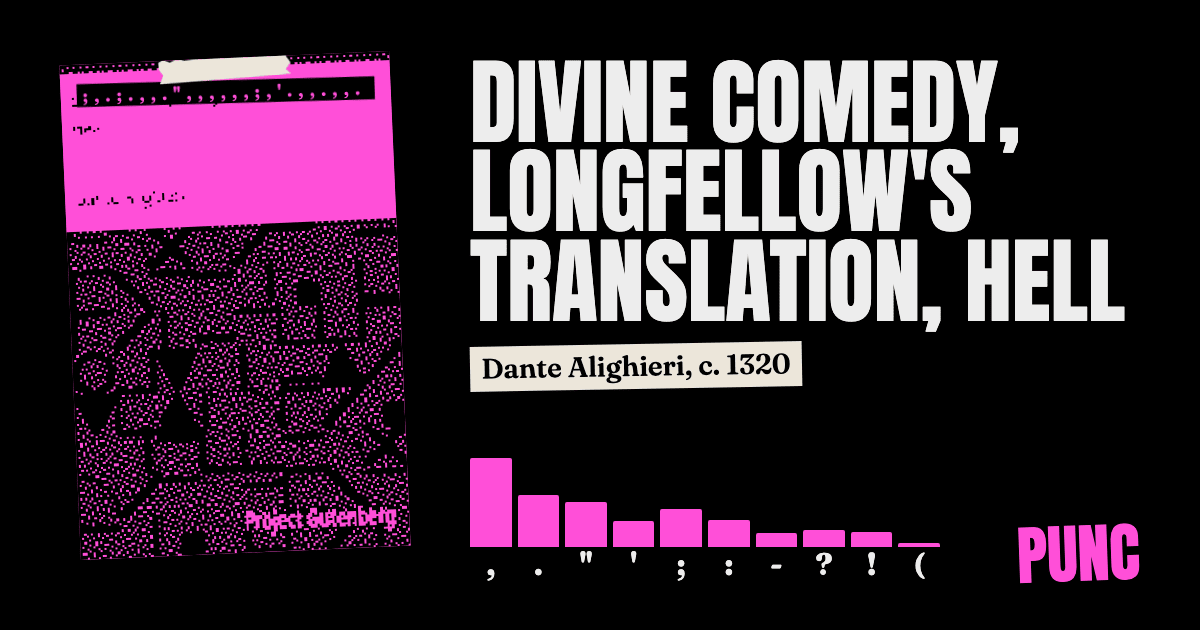 ;,.;.,,.",,,,,,;,'.,,.,,.
Project Gutenberg
DIVINE COMEDY,
LONGFELLOW'S
TRANSLATION, HELL
Dante Alighieri, c. 1320
, . " ' ; : - ? ! (
PUNC